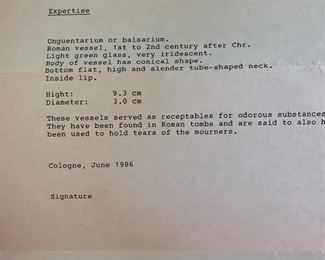 Expertise
Unguentarium or balsarium.
Roman vessel, 1st to 2nd century after Chr.
Light green glass, very iridescent.
Body of vessel has conical shape.
Bottom flat, high and slender tube-shaped neck.
Inside lip.
Hight: 9.3 cm
Diameter: 3.0 cm
These vessels served as receptables for odorous substances
They have been found in Roman tombs and are said to also h
been used to hold tears of the mourners.
Cologne, June 1986
Signature